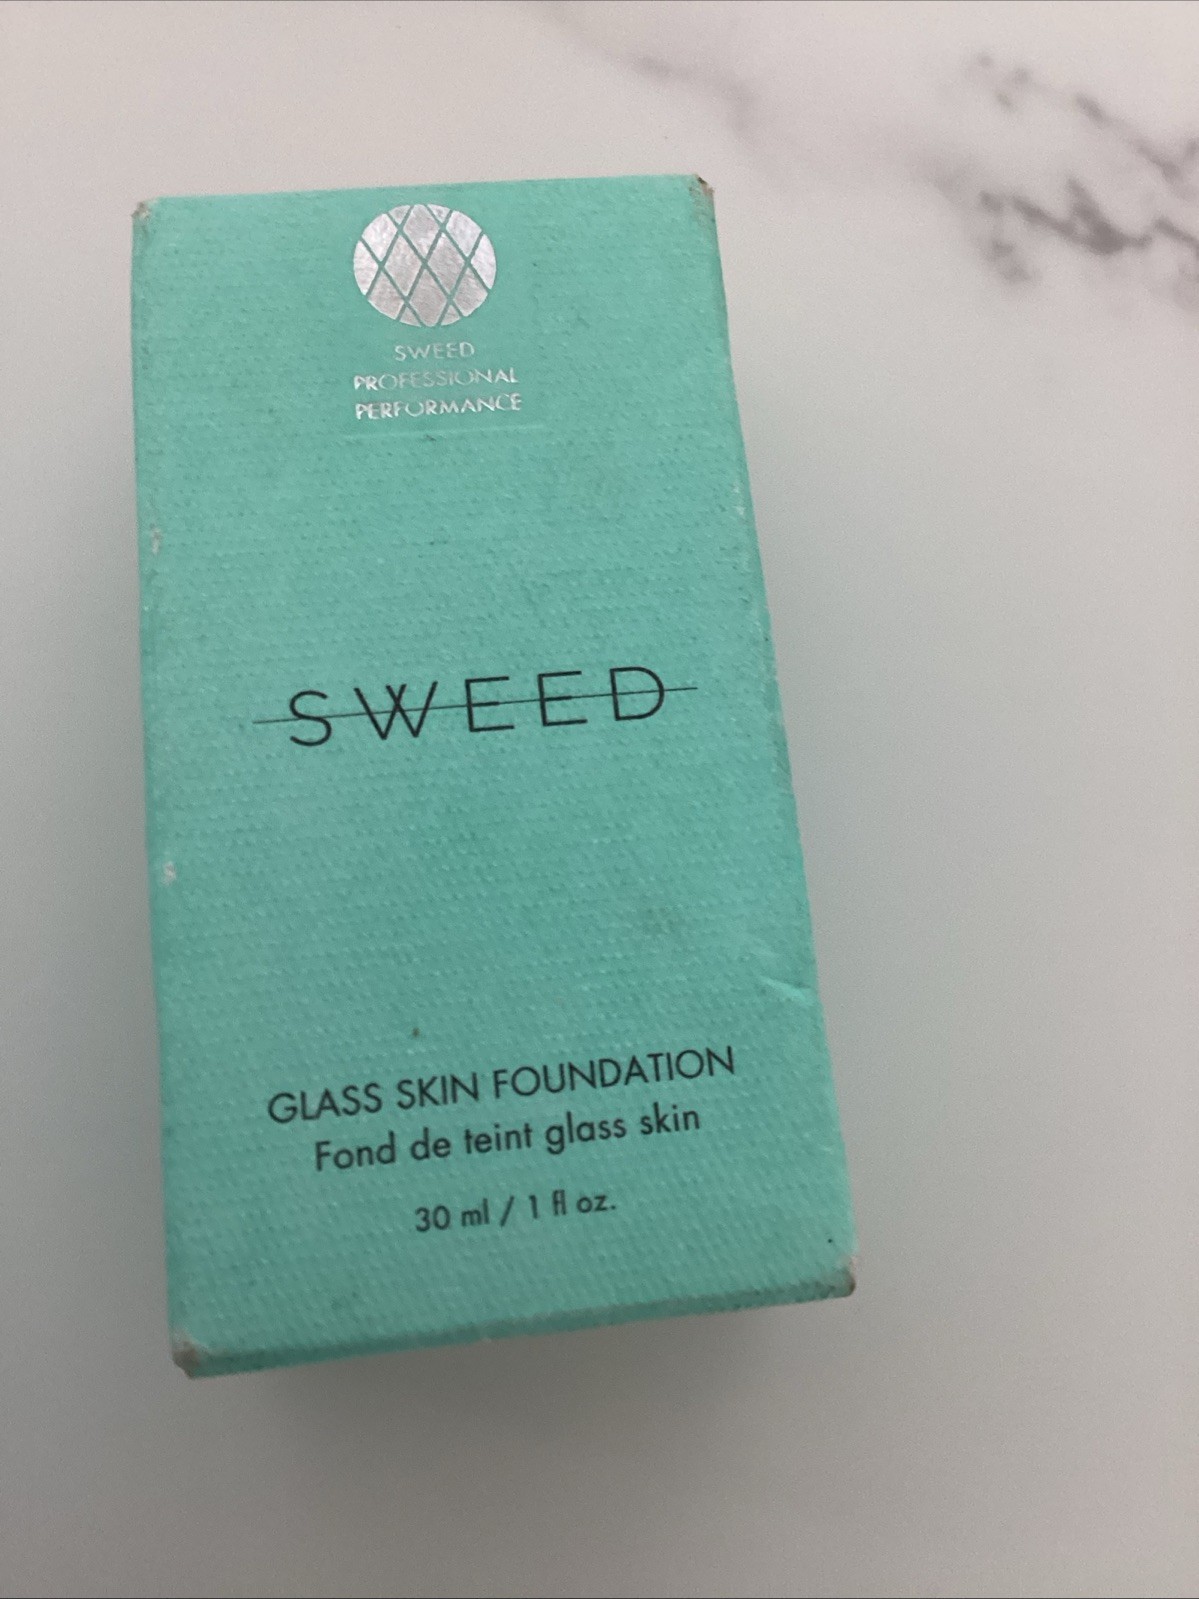 SWEED
PROFESSIONAL
PERFORMANCE
SWEED
GLASS SKIN FOUNDATION
Fond de teint glass skin
30 ml / 1 fl oz.